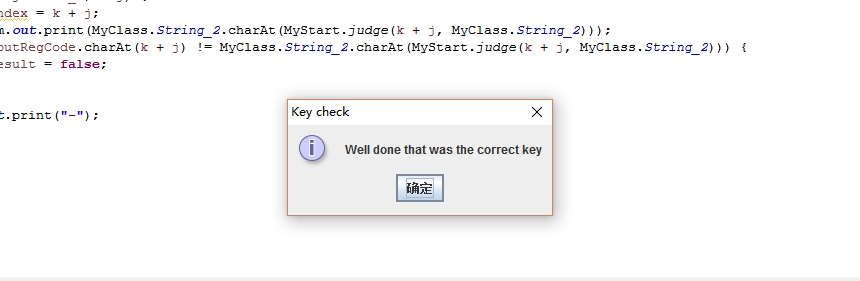 ndex = k + j;
m.out.print(MyClass.String_2.charAt(MyStart.judge(k + j, MyClass.String_2)));
outRegCode.charAt(k + j) != MyClass.String_2.charAt(MyStart.judge(k + j, MyClass.String_2))) {
esult = false;
t.print("-");
Key check
Well done that was the correct key
确定